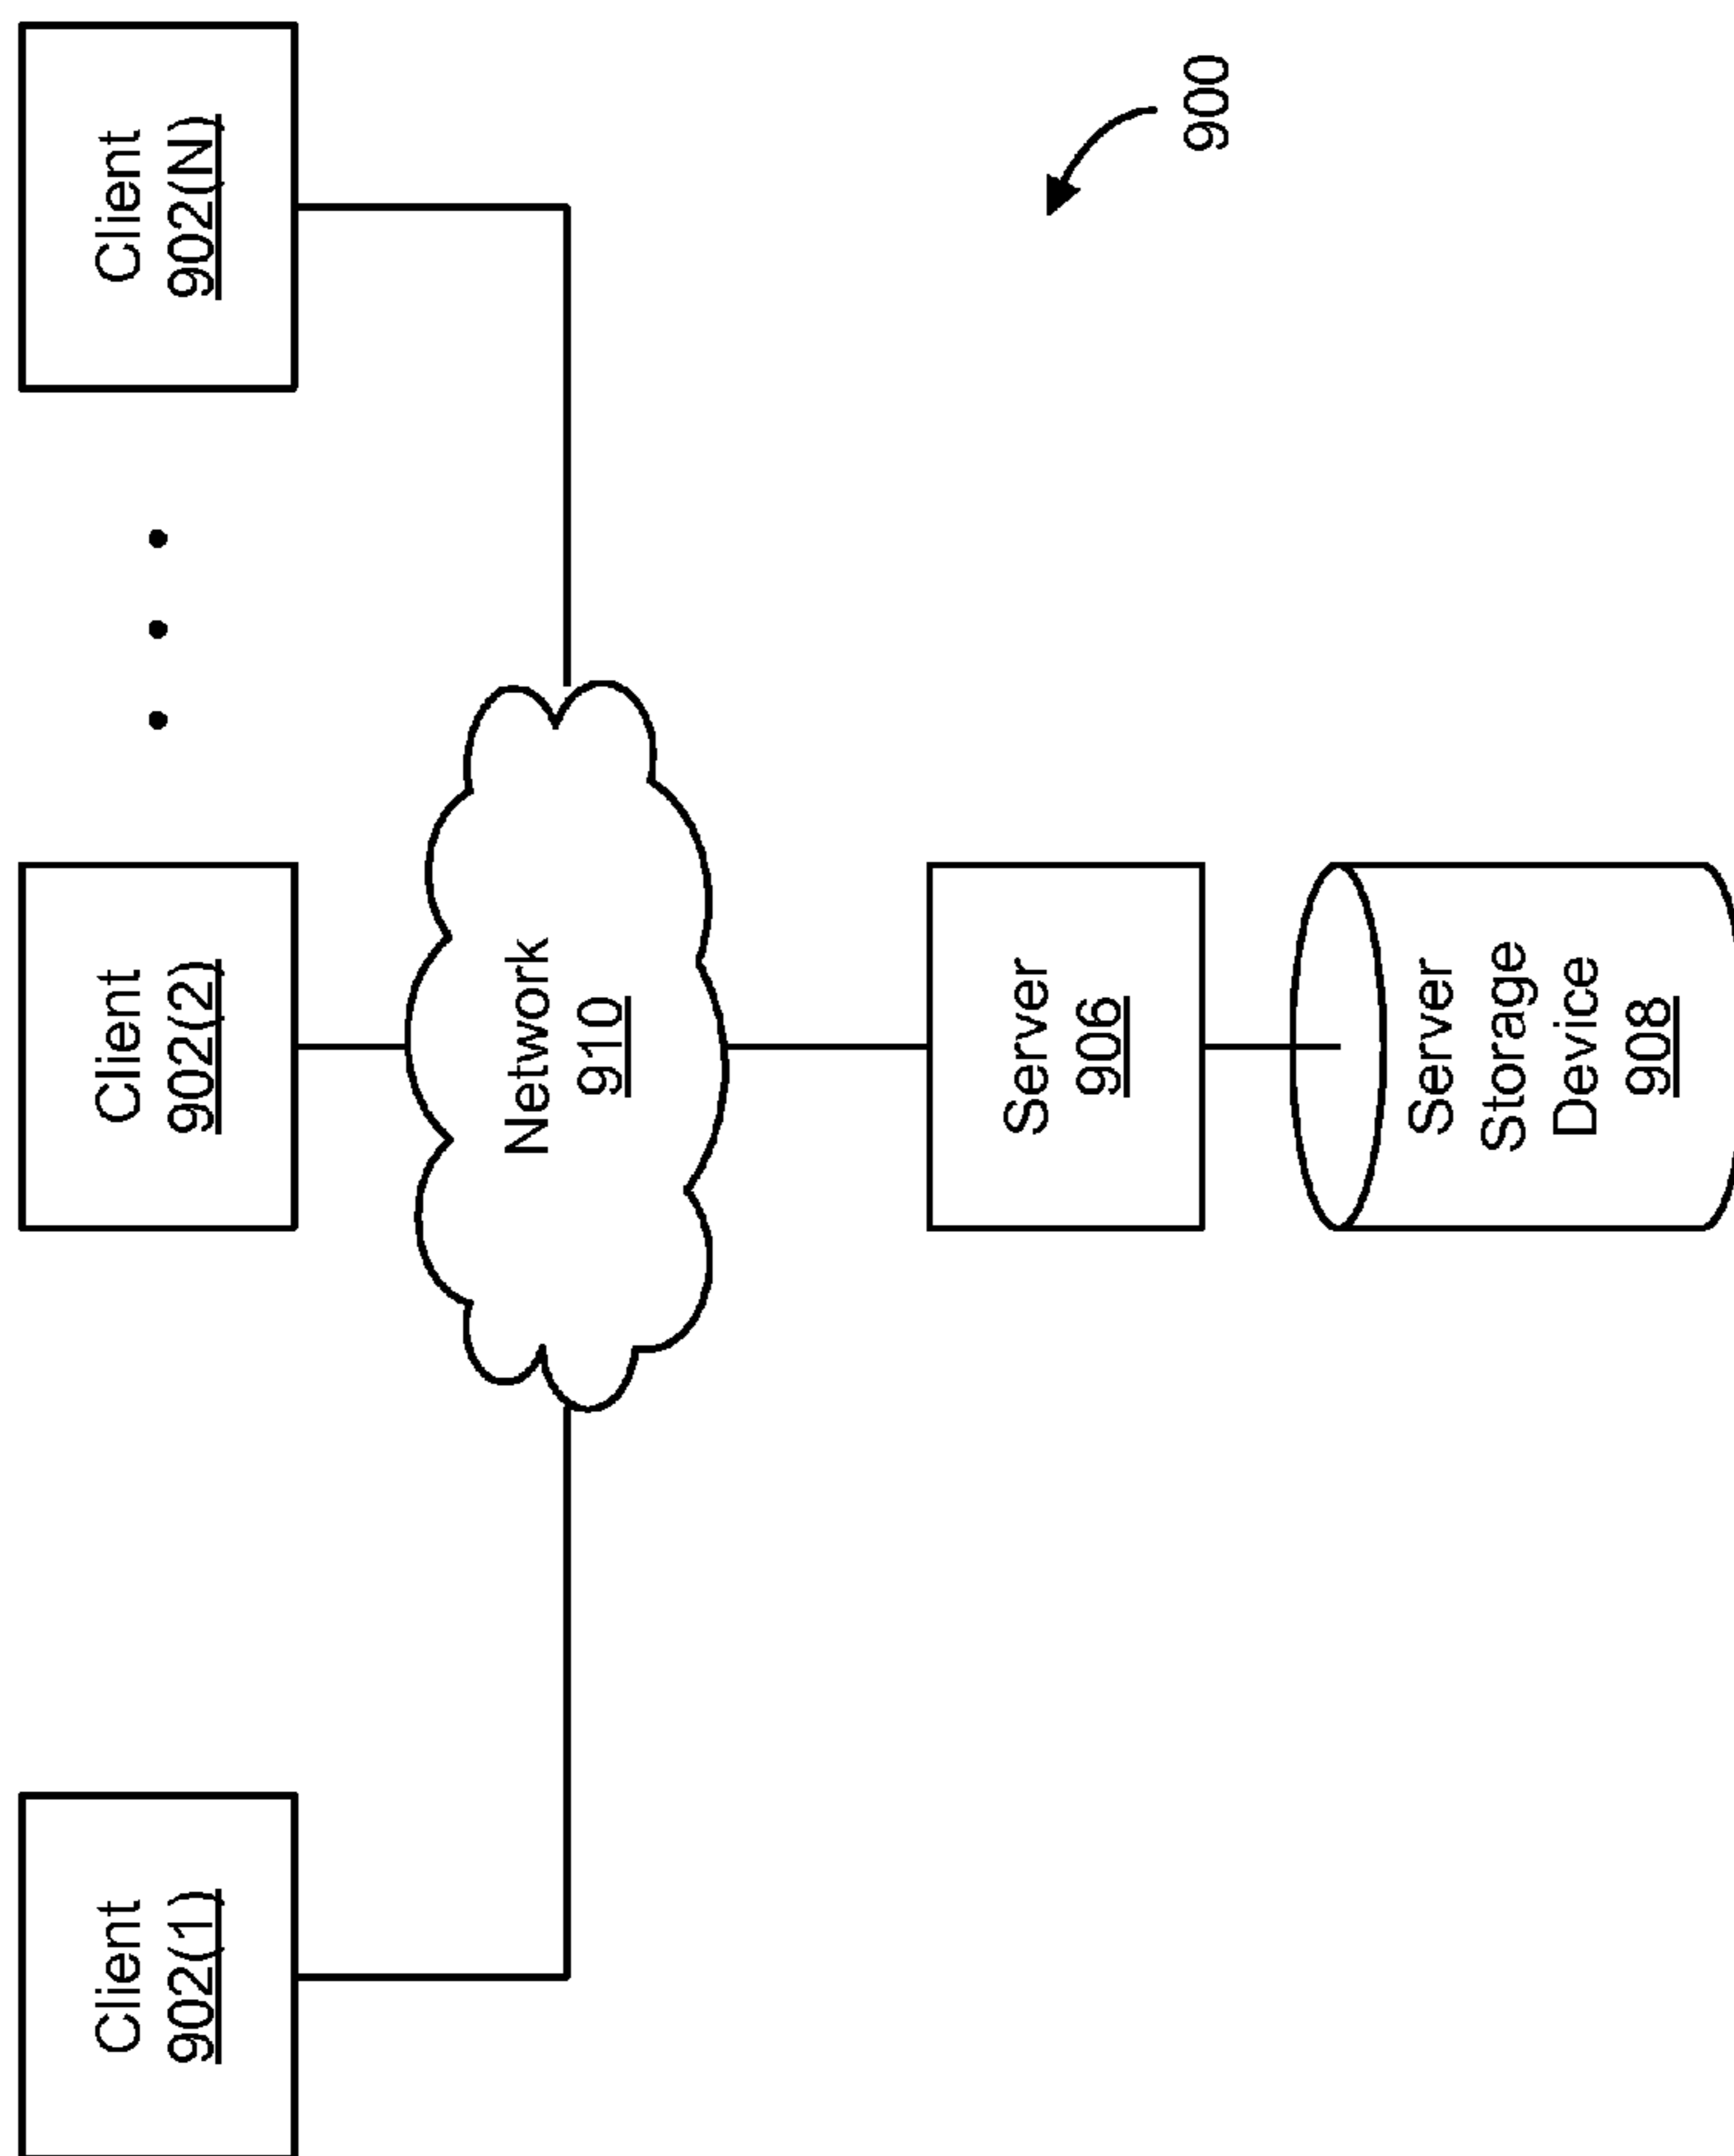 Client
902(1)
Client
902(2)
Client
902(N)
Network
910
Server
906
900
Server
Storage
Device
908